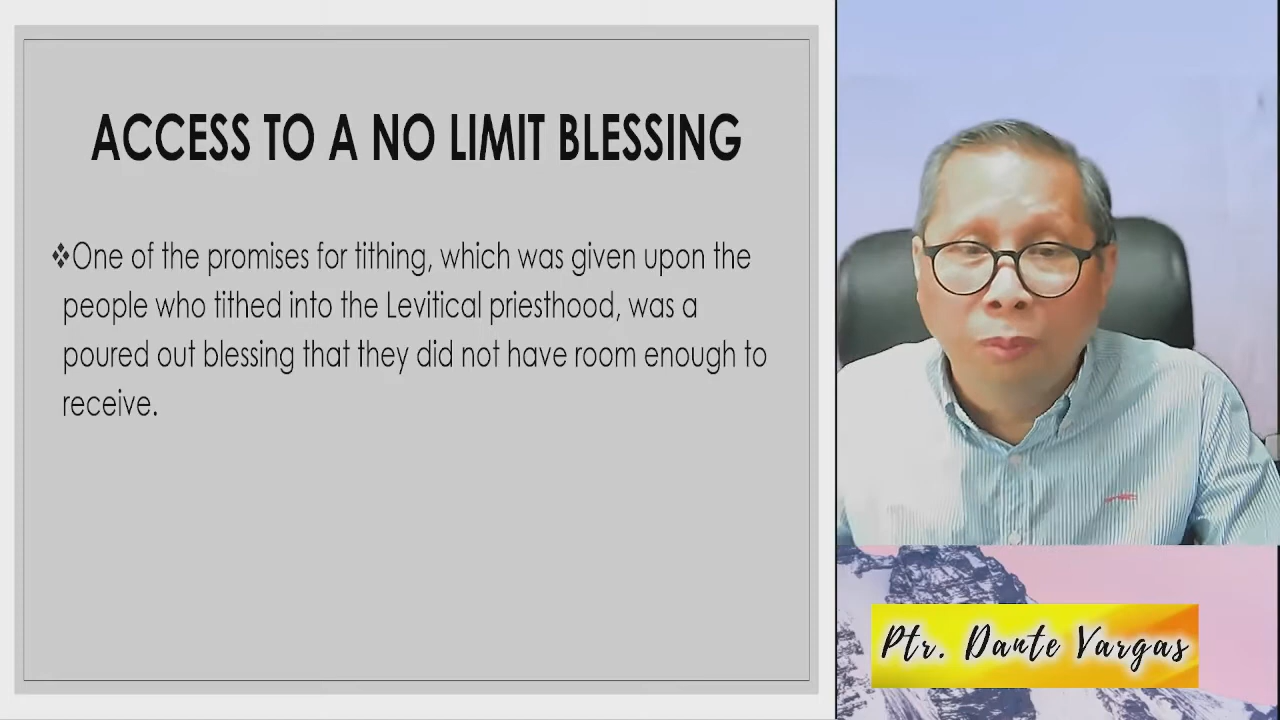 ACCESS TO A NO LIMIT BLESSING
❖One of the promises for tithing, which was given upon the
people who tithed into the Levitical priesthood, was a
poured out blessing that they did not have room enough to
receive.
Ptr. Dante Vargas